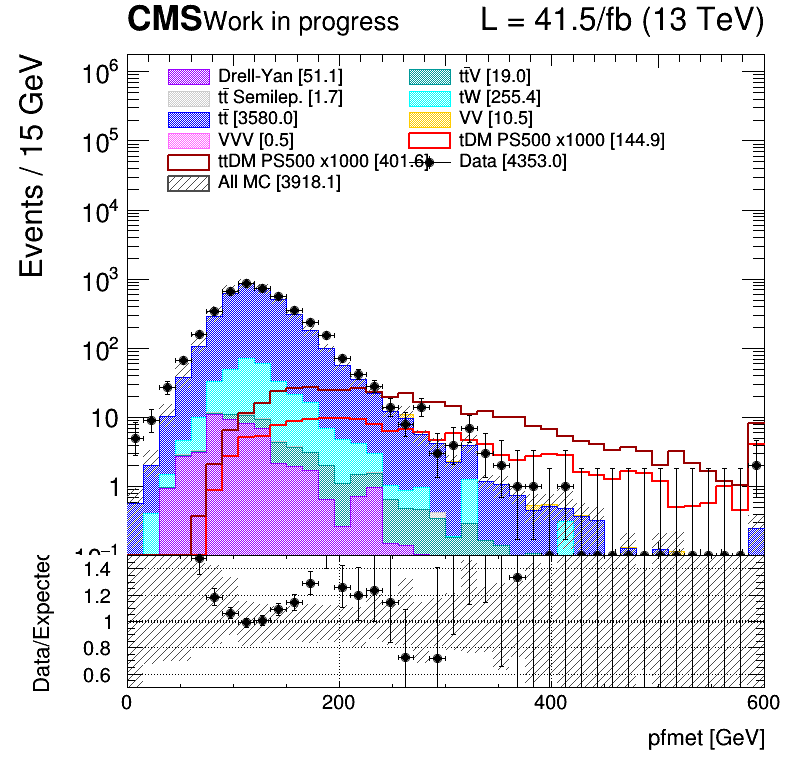 CMS Work in progress L = 41.5/fb (13 TeV)
Events / 15 GeV
10⁶
10⁵
10⁴
10³
10²
10
1
10⁻¹
Drell-Yan [51.1]
tt̄ Semilep. [1.7]
tt̄ [3580.0]
VVV [0.5]
ttDM PS500 x1000 [401.6]
All MC [3918.1]
tt̄V [19.0]
tW [255.4]
VV [10.5]
tDM PS500 x1000 [144.9]
Data [4353.0]
Data/Expected
1.4
1.2
1
0.8
0.6
0 200 400 600
pfmet [GeV]